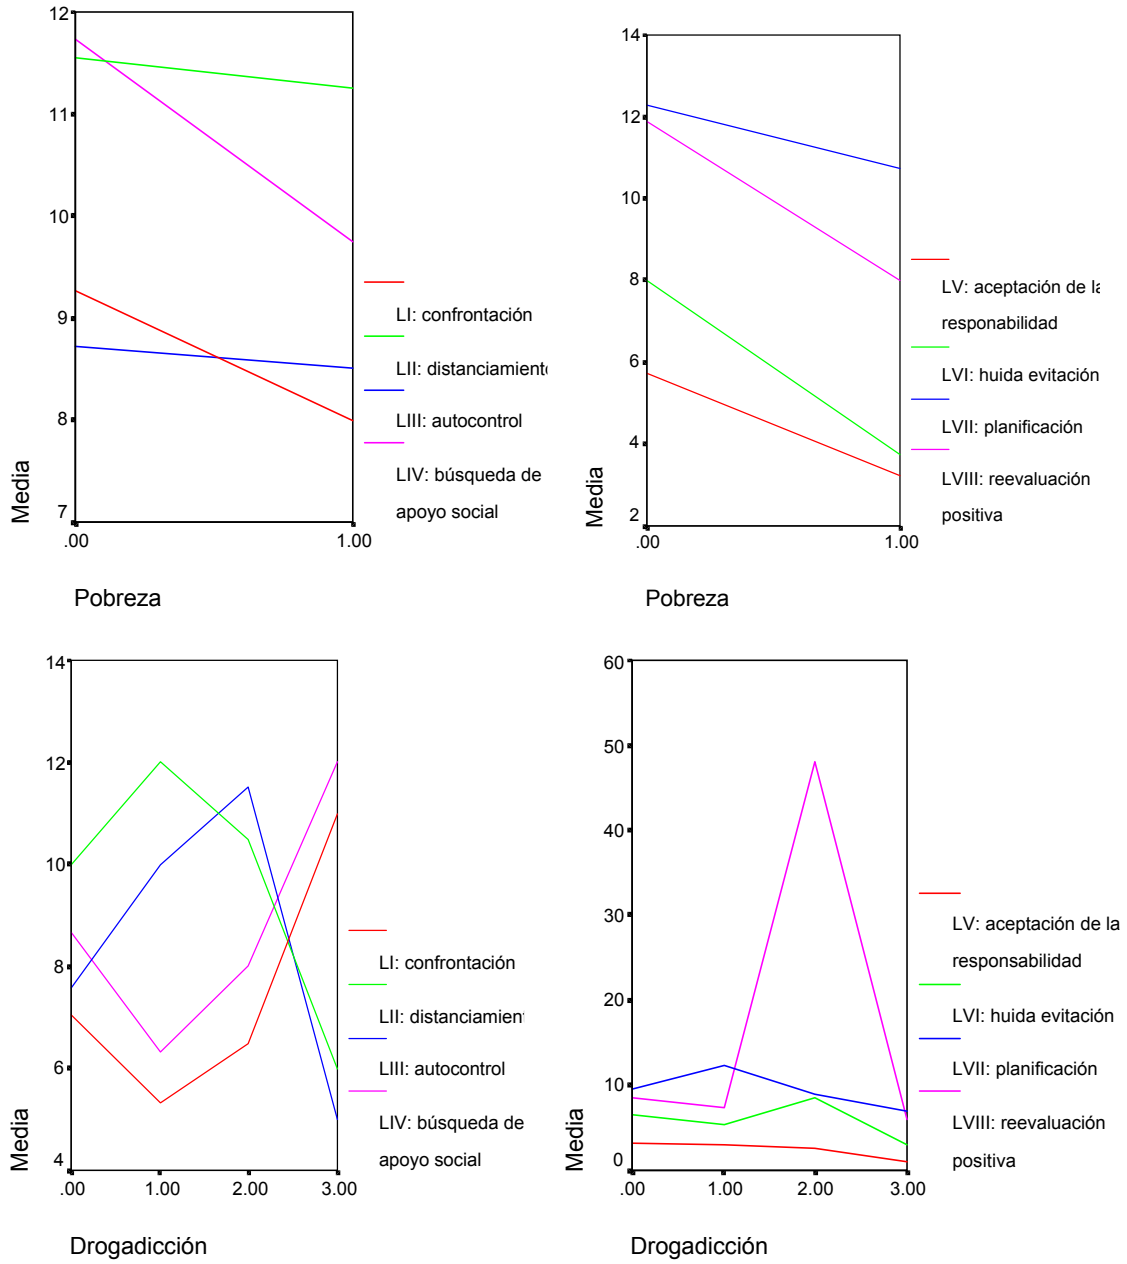 12
11
10
9
8
7
Media
.00
1.00
Pobreza
LI: confrontación
LII: distanciamiento
LIII: autocontrol
LIV: búsqueda de
apoyo social
14
12
10
8
6
4
2
Media
.00
1.00
Pobreza
LV: aceptación de la
responabilidad
LVI: huida evitación
LVII: planificación
LVIII: reevaluación
positiva
14
12
10
8
6
4
Media
.00
1.00
2.00
3.00
Drogadicción
LI: confrontación
LII: distanciamien
LIII: autocontrol
LIV: búsqueda de
apoyo social
60
50
40
30
20
10
0
Media
.00
1.00
2.00
3.00
Drogadicción
LV: aceptación de la
responsabilidad
LVI: huida evitación
LVII: planificación
LVIII: reevaluación
positiva